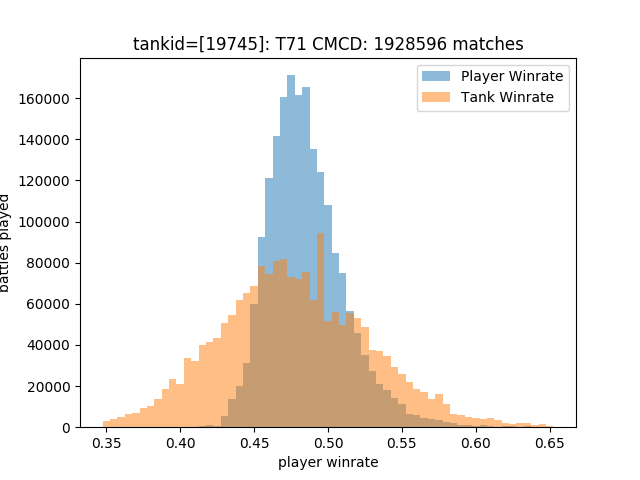 tankid=[19745]: T71 CMCD: 1928596 matches
Player Winrate
Tank Winrate
160000
140000
120000
100000
80000
60000
40000
20000
0
battles played
0.35 0.40 0.45 0.50 0.55 0.60 0.65
player winrate